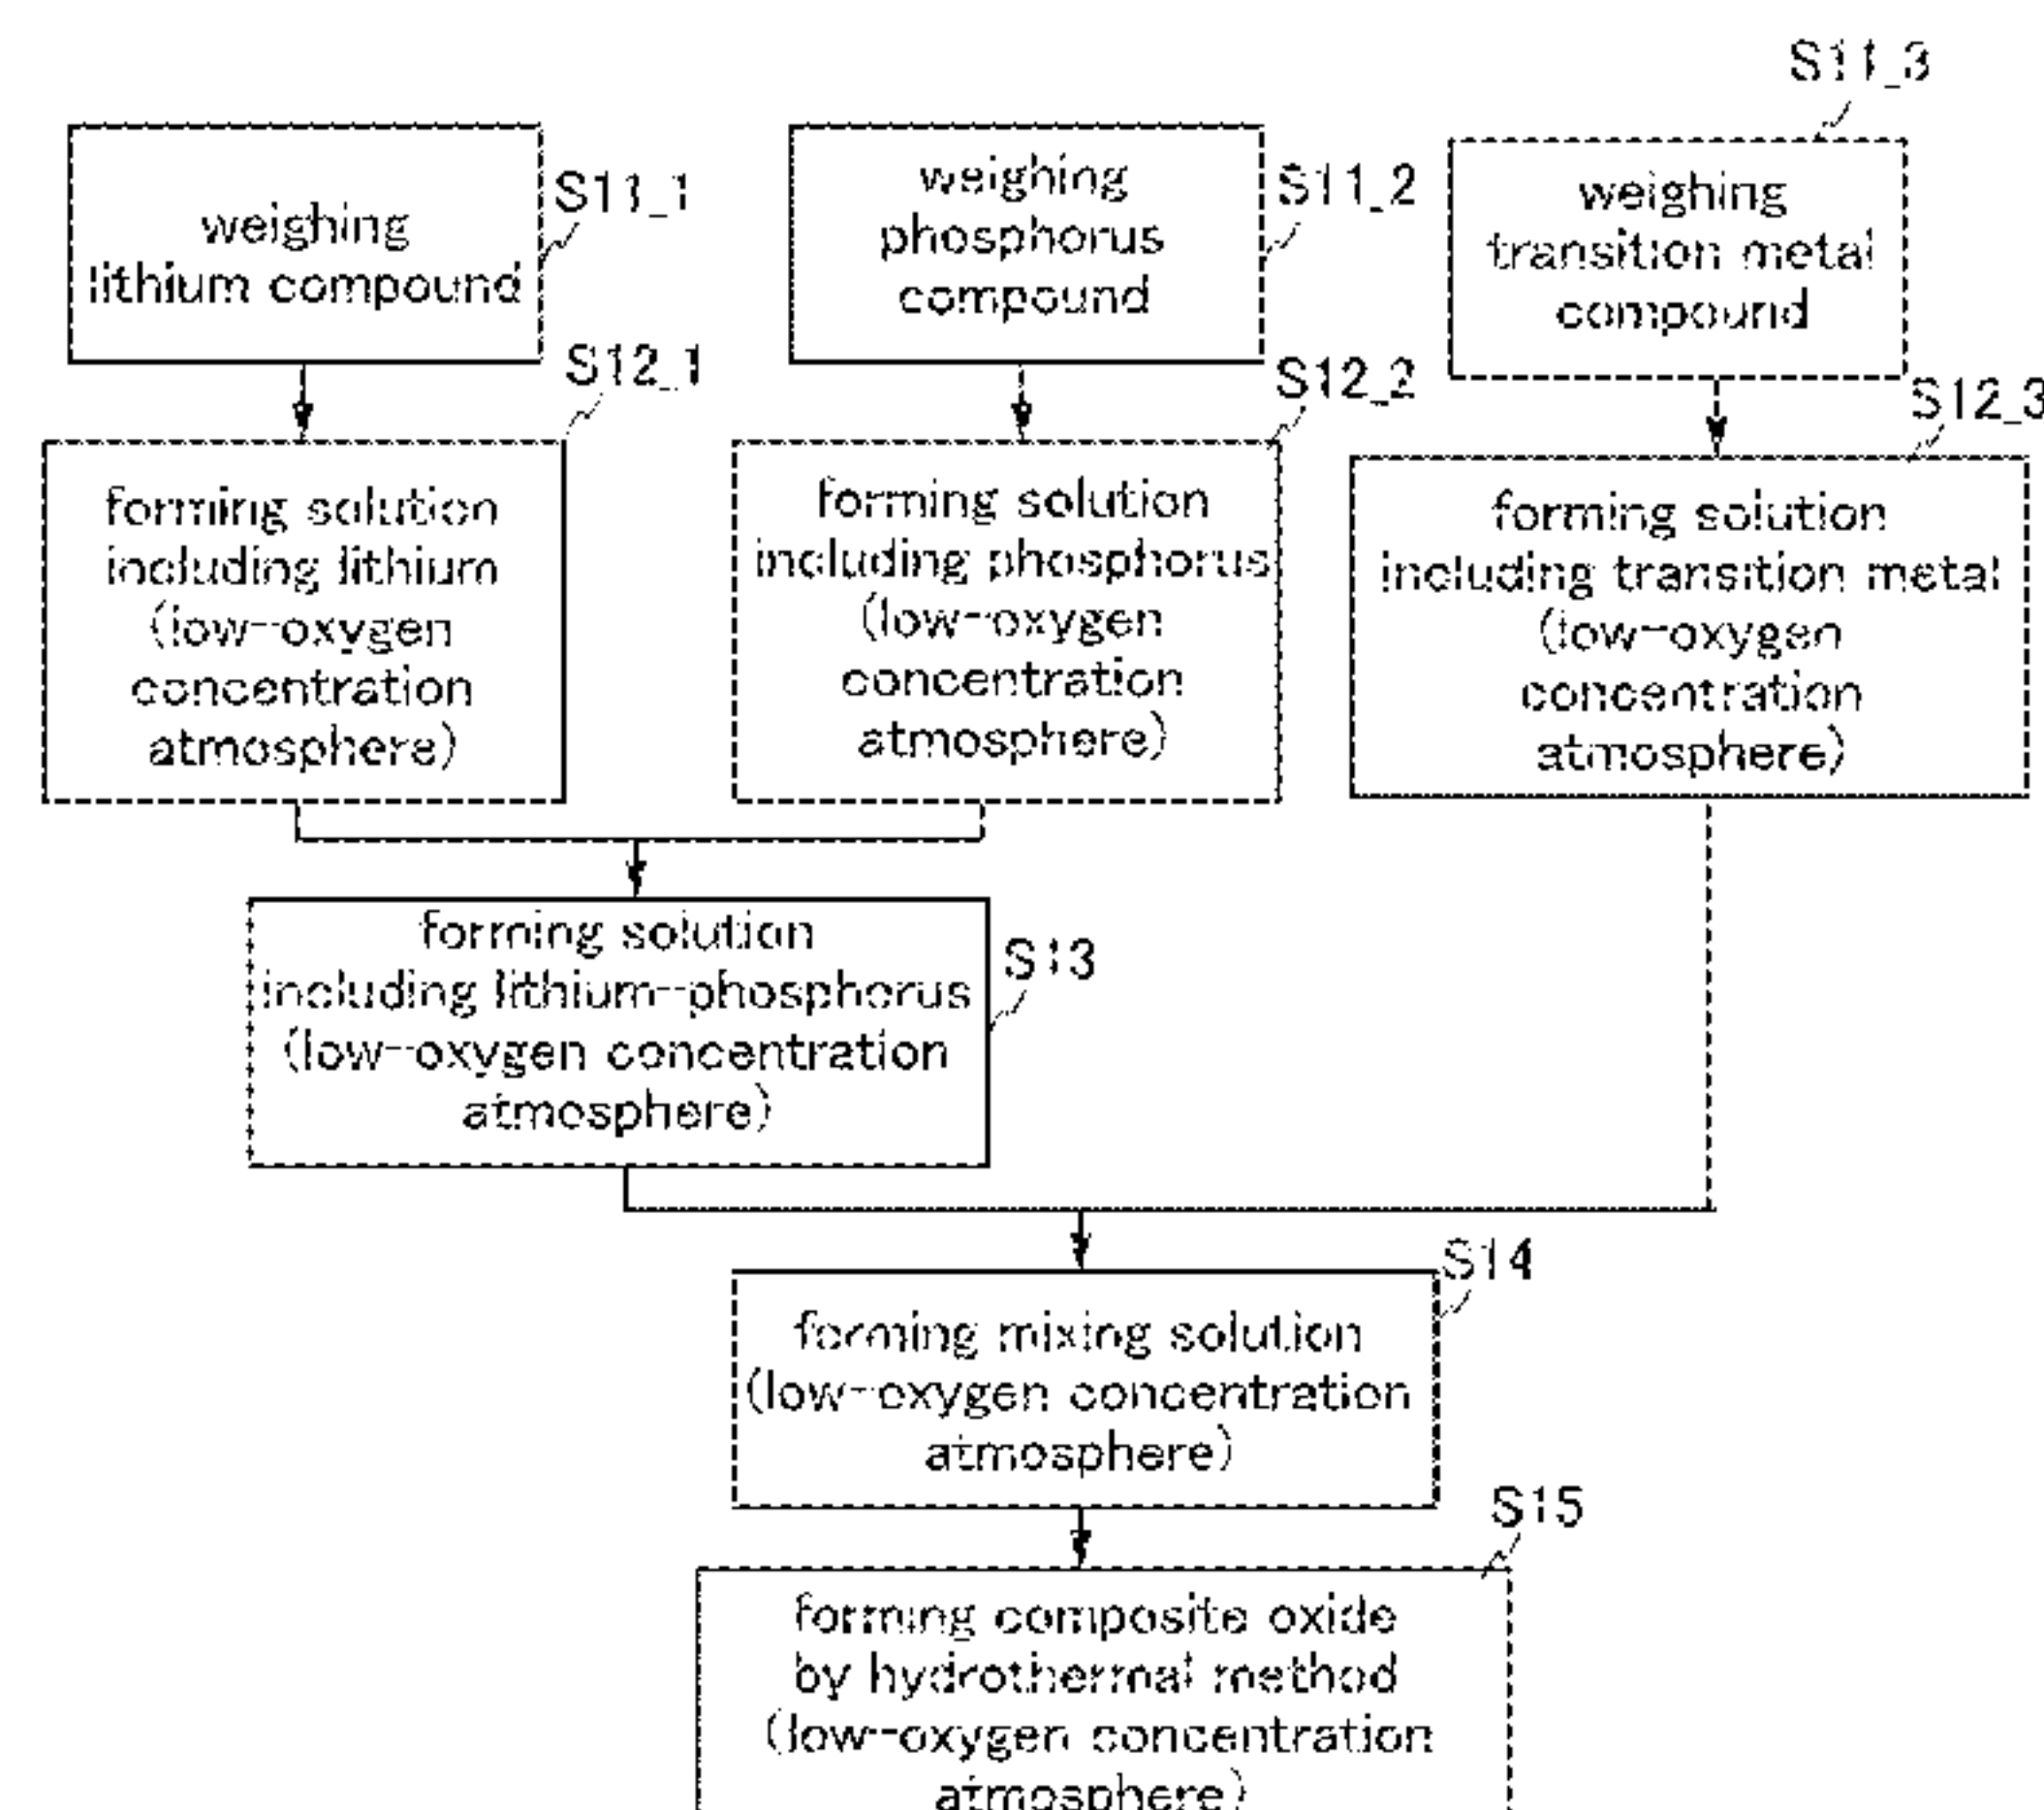 S11_3
weighing
lithium compound
S11_1
weighing
phosphorus
compound
S11_2
weighing
transition metal
compound
S12_1
S12_2
S12_3
forming solution
including lithium
(low-oxygen
concentration
atmosphere)
forming solution
including phosphorus
(low-oxygen
concentration
atmosphere)
forming solution
including transition metal
(low-oxygen
concentration
atmosphere)
forming solution
including lithium-phosphorus
(low-oxygen concentration
atmosphere)
S13
S14
forming mixing solution
(low-oxygen concentration
atmosphere)
S15
forming composite oxide
by hydrothermal method
(low-oxygen concentration
atmosphere)